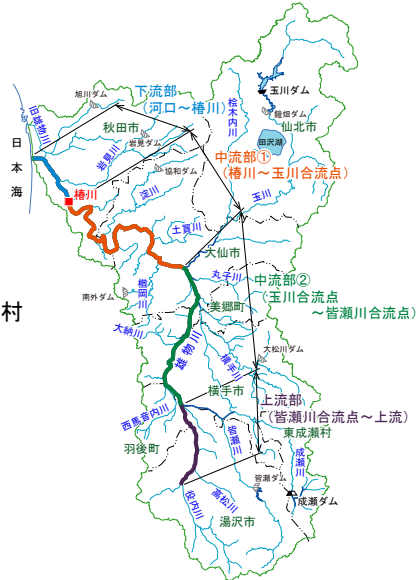 旭川ダム
下流部
（河口～椿川）
玉川ダム
旧雄物川
秋田市
岩見ダム
桧木内川
鎧畑ダム
仙北市
田沢湖
日本海
岩見川
協和ダム
中流部①
（椿川～玉川合流点）
椿川
淀川
玉川
土買川
大仙市
丸子川
中流部②
（玉川合流点
～皆瀬川合流点）
南外ダム
楢岡川
美郷町
村
大納川
雄物川
大松川ダム
横手川
横手市
上流部
（皆瀬川合流点～上流）
西馬音内川
皆瀬川
東成瀬村
羽後町
成瀬川
皆瀬ダム
成瀬ダム
役内川
高松川
湯沢市